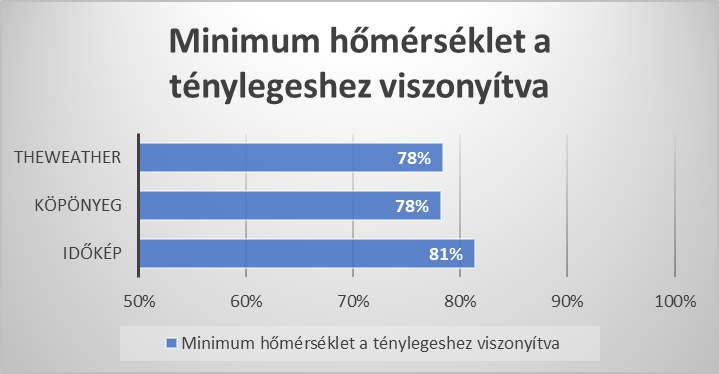 Minimum hőmérséklet a
ténylegeshez viszonyítva
THEWEATHER
78%
KÖPÖNYEG
78%
IDŐKÉP
81%
50% 60% 70% 80% 90% 100%
Minimum hőmérséklet a ténylegeshez viszonyítva